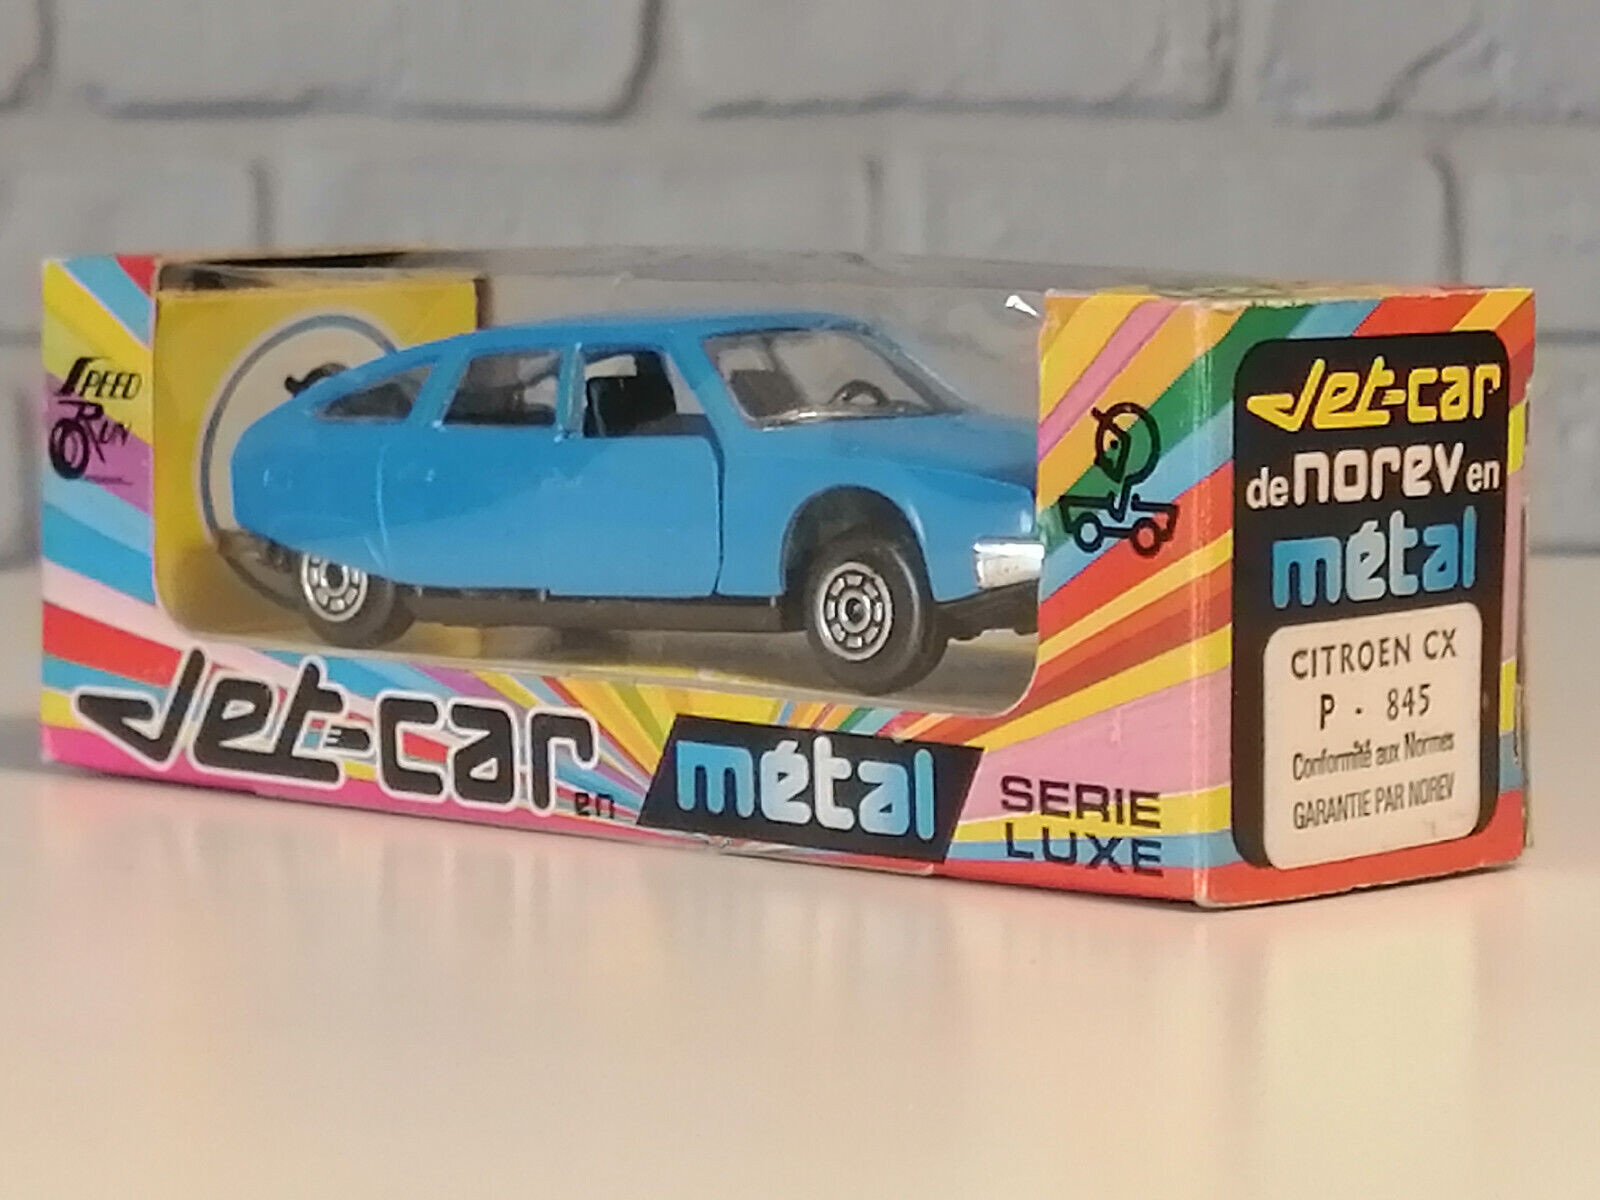 SPEED
RUN
Jet-car
en
métal
SERIE
LUXE
Jet-car
de norev en
métal
CITROEN CX
P - 845
Conformité aux Normes
GARANTIE PAR NOREV